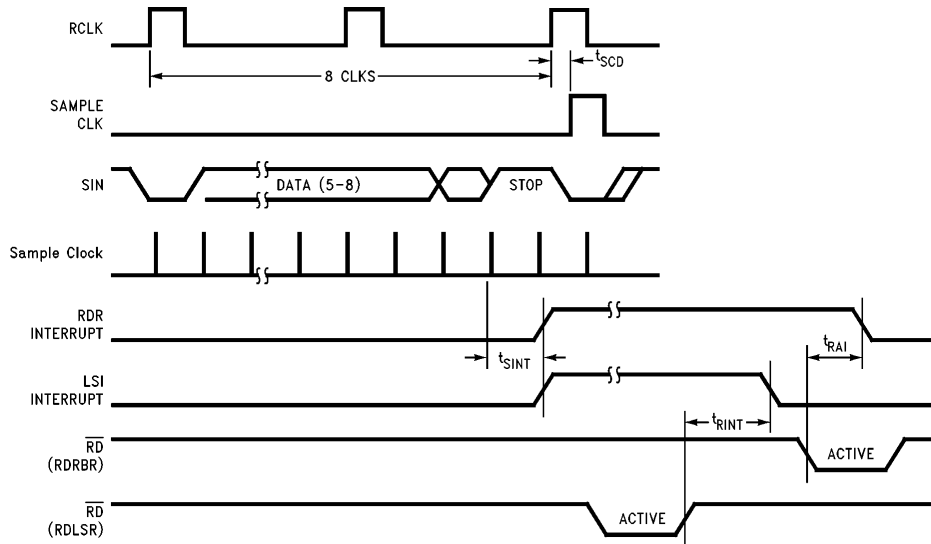 RCLK
8 CLKS
tSCD
SAMPLE
CLK
SIN
DATA (5-8)
STOP
Sample Clock
RDR
INTERRUPT
tSINT
tRAI
LSI
INTERRUPT
tRINT
RD
(RDRBR)
ACTIVE
RD
(RDLSR)
ACTIVE